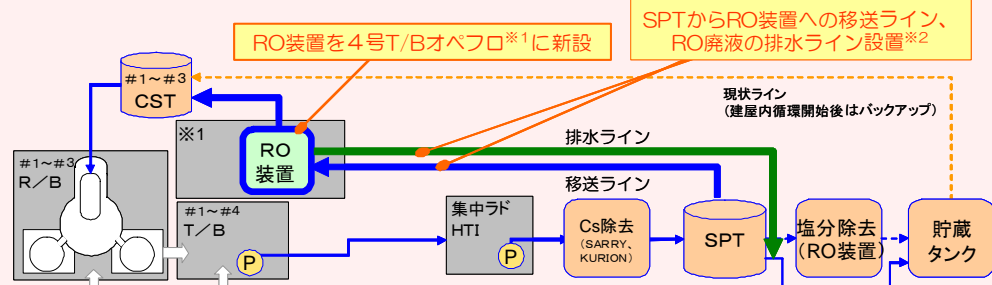 SPTからRO装置への移送ライン、
RO廃液の排水ライン設置※2
RO装置を4号T/Bオペフロ※1に新設
#1~#3
CST
現状ライン
(建屋内循環開始後はバックアップ)
※1
RO
装置
排水ライン
#1~#3
R/B
移送ライン
#1~#4
T/B
P
集中ラド
HTI
P
Cs除去
(SARRY、
KURION)
SPT
塩分除去
(RO装置)
貯蔵
タンク